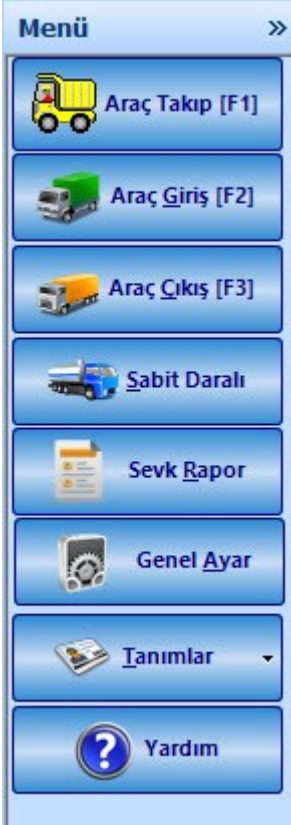 Menü »
Araç Takıp [F1]
Araç Giriş [F2]
Araç Çıkış [F3]
Sabit Daralı
Sevk Rapor
Genel Ayar
Tanımlar
? Yardım